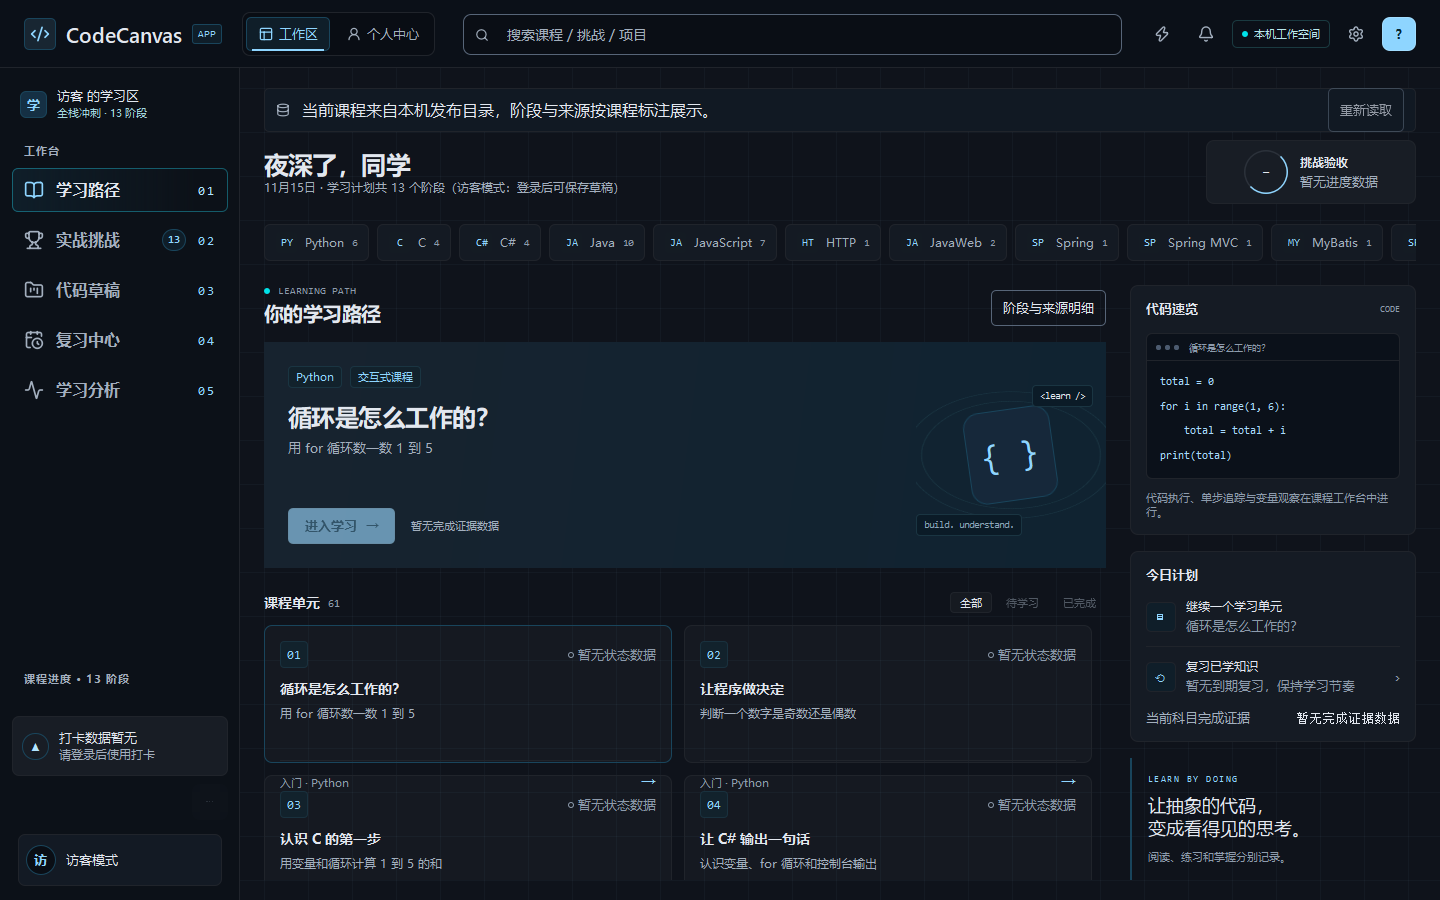 </> CodeCanvas APP
工作区
个人中心
搜索课程 / 挑战 / 项目
本机工作空间
?
学
访客 的学习区
全栈冲刺 · 13 阶段
工作台
学习路径 01
实战挑战 13 02
代码草稿 03
复习中心 04
学习分析 05
课程进度 • 13 阶段
打卡数据暂无
请登录后使用打卡
访 访客模式
当前课程来自本机发布目录，阶段与来源按课程标注展示。
重新读取
夜深了，同学
11月15日 · 学习计划共 13 个阶段（访客模式：登录后可保存草稿）
挑战验收
暂无进度数据
PY Python 6
C C 4
C# C# 4
JA Java 10
JA JavaScript 7
HT HTTP 1
JA JavaWeb 2
SP Spring 1
SP Spring MVC 1
MY MyBatis 1
LEARNING PATH
你的学习路径
阶段与来源明细
Python 交互式课程
循环是怎么工作的？
用 for 循环数一数 1 到 5
进入学习 →
暂无完成证据数据
<learn />
{ }
build. understand.
课程单元 61
全部 待学习 已完成
01 暂无状态数据
循环是怎么工作的？
用 for 循环数一数 1 到 5
入门 · Python →
02 暂无状态数据
让程序做决定
判断一个数字是奇数还是偶数
入门 · Python →
03 暂无状态数据
认识 C 的第一步
用变量和循环计算 1 到 5 的和
04 暂无状态数据
让 C# 输出一句话
认识变量、for 循环和控制台输出
代码速览 CODE
循环是怎么工作的？
total = 0
for i in range(1, 6):
total = total + i
print(total)
代码执行、单步追踪与变量观察在课程工作台中进
行。
今日计划
继续一个学习单元
循环是怎么工作的？
复习已学知识
暂无到期复习，保持学习节奏
当前科目完成证据 暂无完成证据数据
LEARN BY DOING
让抽象的代码，
变成看得见的思考。
阅读、练习和掌握分别记录。